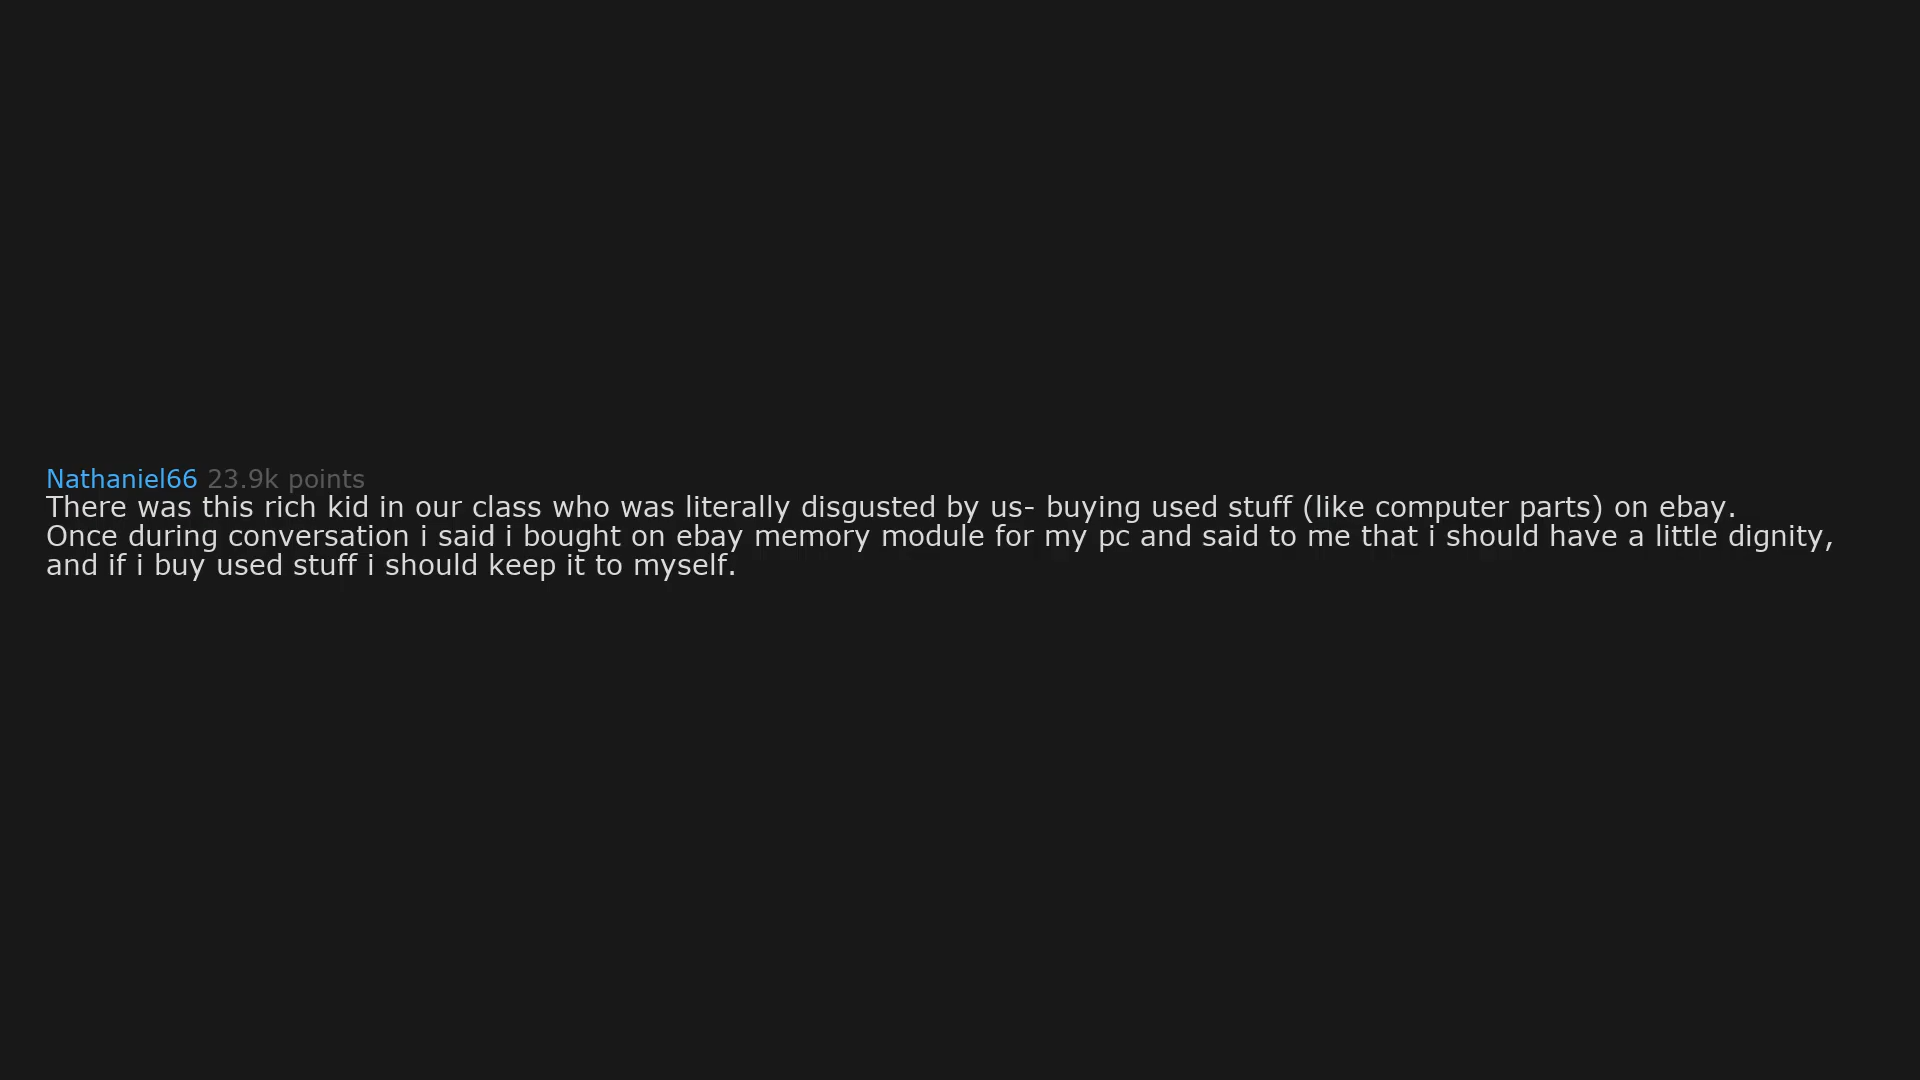 Nathaniel66 23.9k points
There was this rich kid in our class who was literally disgusted by us- buying used stuff (like computer parts) on ebay.
Once during conversation i said i bought on ebay memory module for my pc and said to me that i should have a little dignity,
and if i buy used stuff i should keep it to myself.